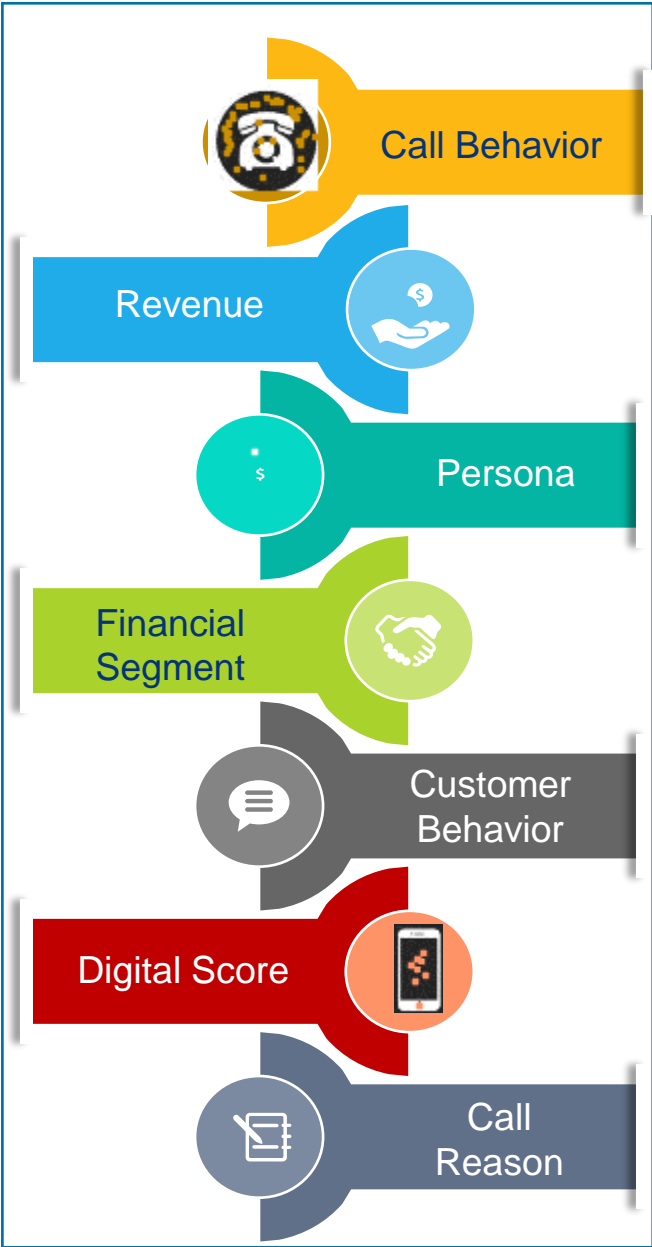 Call Behavior
Revenue
$
$
Persona
Financial
Segment
Customer
Behavior
Digital Score
Call
Reason